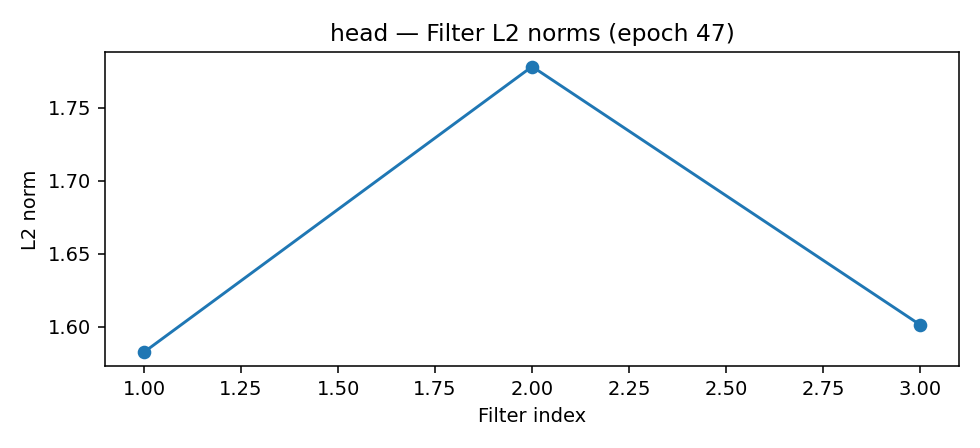 head — Filter L2 norms (epoch 47)
L2 norm
1.75
1.70
1.65
1.60
1.00 1.25 1.50 1.75 2.00 2.25 2.50 2.75 3.00
Filter index